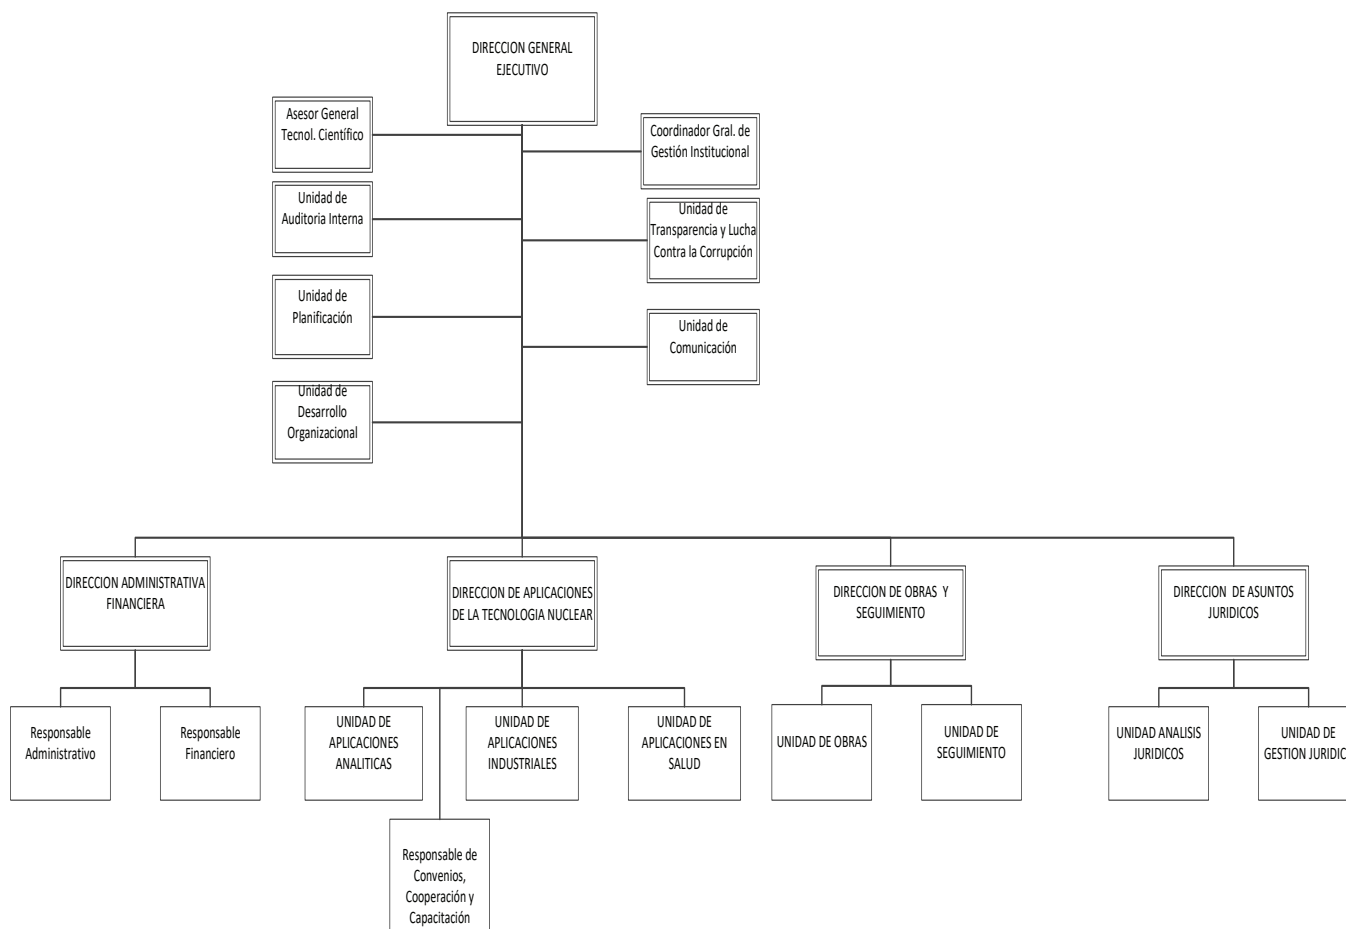 DIRECCION GENERAL
EJECUTIVO
Asesor General
Tecnol. Científico
Coordinador Gral. de
Gestión Institucional
Unidad de
Auditoria Interna
Unidad de
Transparencia y Lucha
Contra la Corrupción
Unidad de
Planificación
Unidad de
Comunicación
Unidad de
Desarrollo
Organizacional
DIRECCION ADMINISTRATIVA
FINANCIERA
DIRECCION DE APLICACIONES
DE LA TECNOLOGIA NUCLEAR
DIRECCION DE OBRAS Y
SEGUIMIENTO
DIRECCION DE ASUNTOS
JURIDICOS
Responsable
Administrativo
Responsable
Financiero
UNIDAD DE
APLICACIONES
ANALITICAS
UNIDAD DE
APLICACIONES
INDUSTRIALES
UNIDAD DE
APLICACIONES EN
SALUD
UNIDAD DE OBRAS
UNIDAD DE
SEGUIMIENTO
UNIDAD ANALISIS
JURIDICOS
UNIDAD DE
GESTION JURIDIC
Responsable de
Convenios,
Cooperación y
Capacitación